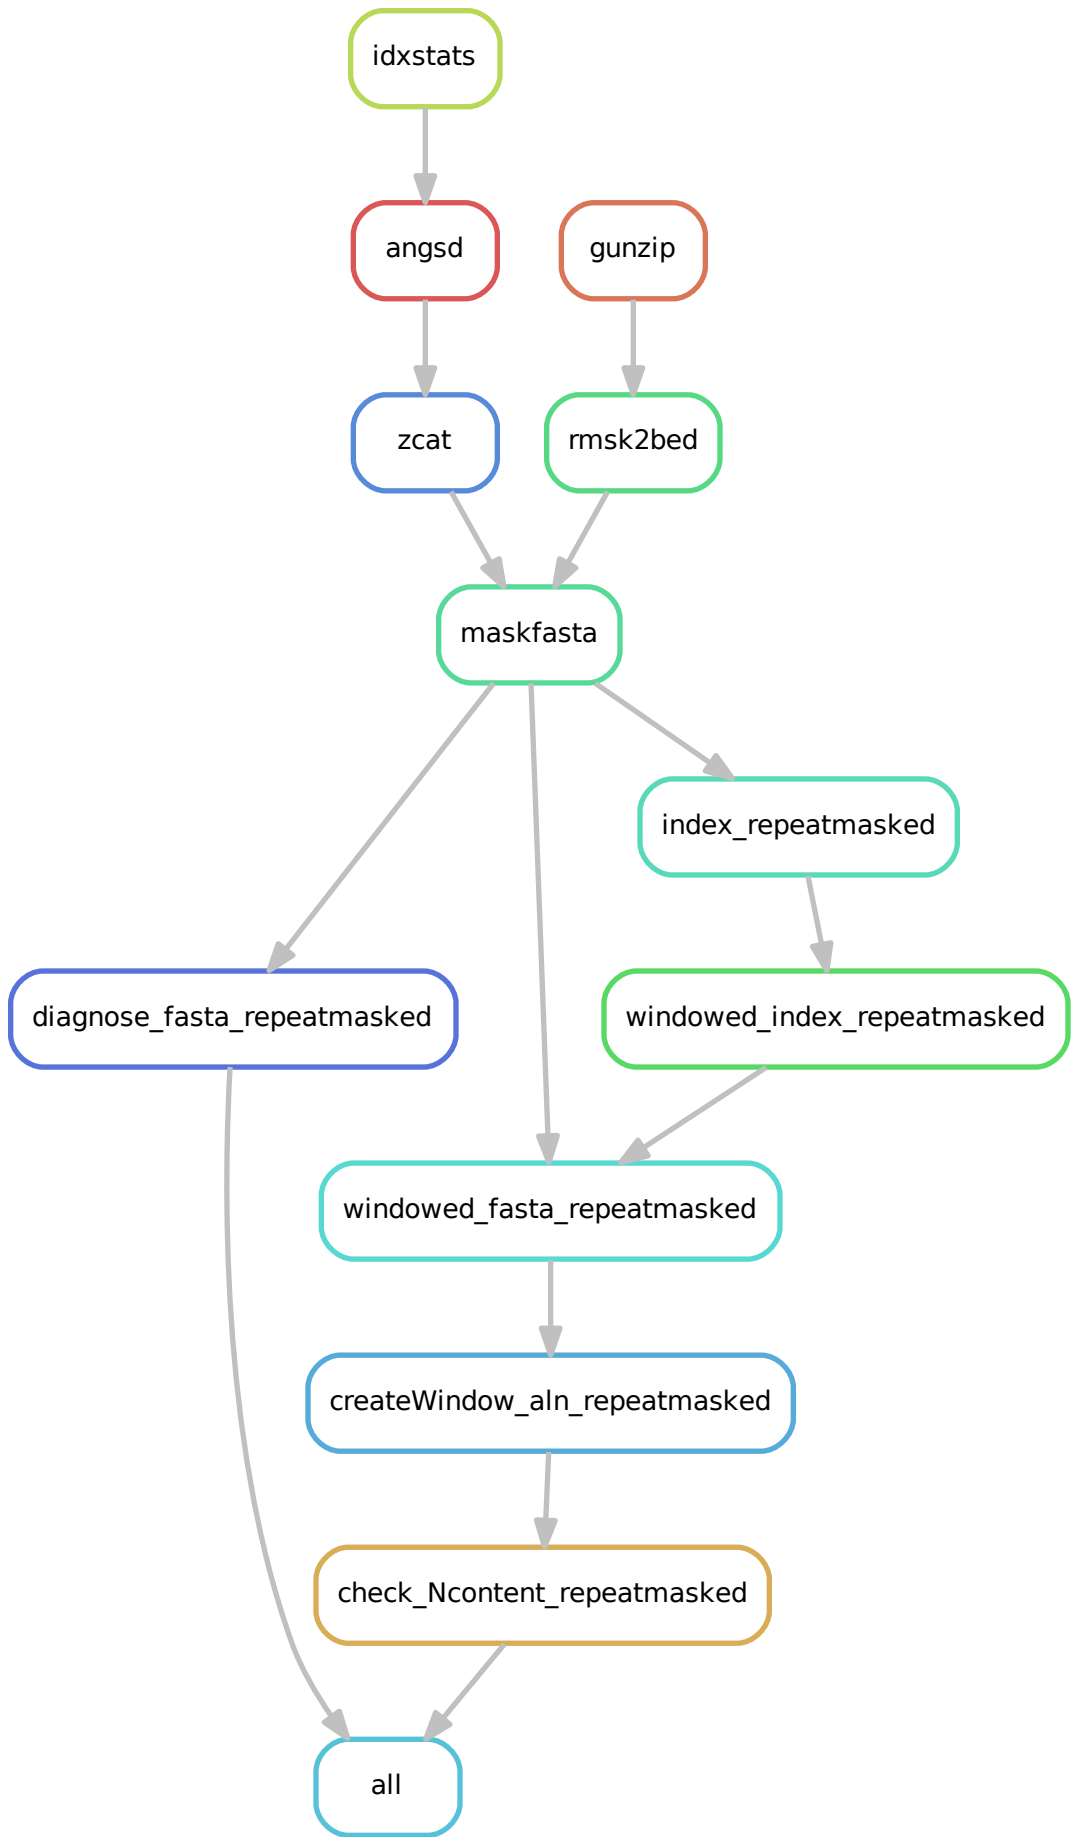 idxstats
angsd
gunzip
zcat
rmsk2bed
maskfasta
index_repeatmasked
diagnose_fasta_repeatmasked
windowed_index_repeatmasked
windowed_fasta_repeatmasked
createWindow_aln_repeatmasked
check_Ncontent_repeatmasked
all